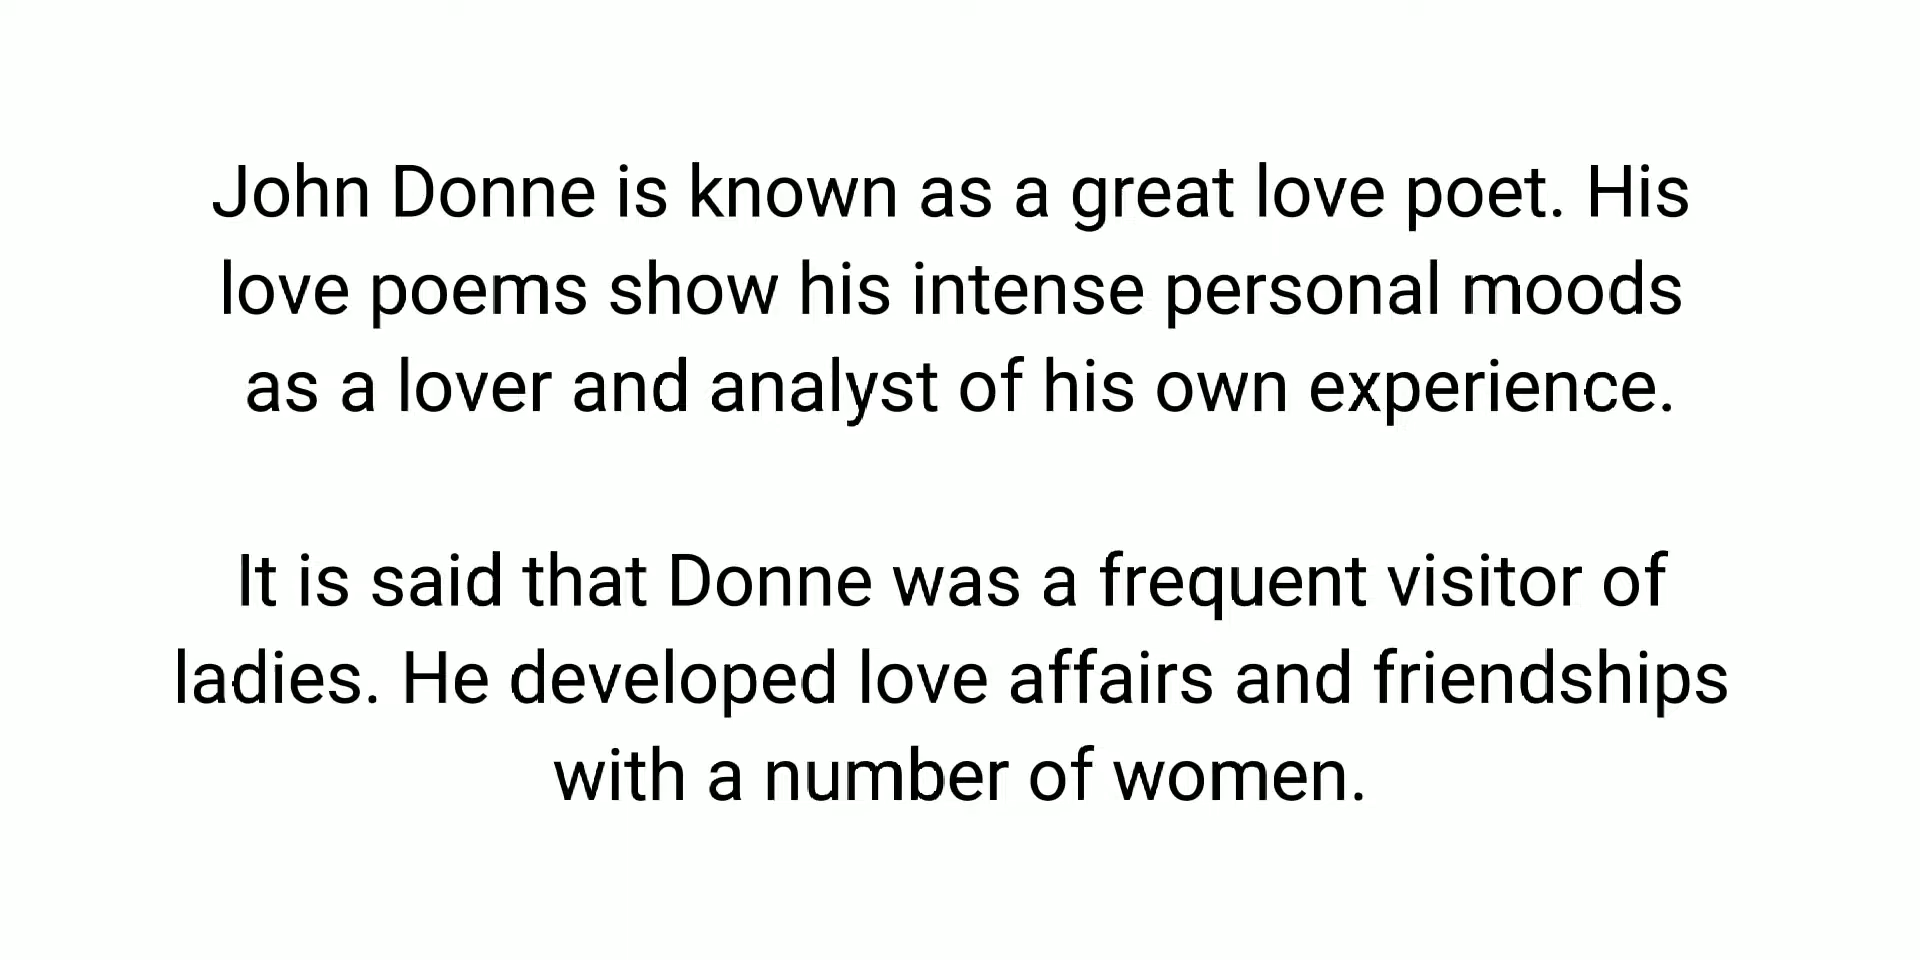 John Donne is known as a great love poet. His
love poems show his intense personal moods
as a lover and analyst of his own experience.
It is said that Donne was a frequent visitor of
ladies. He developed love affairs and friendships
with a number of women.